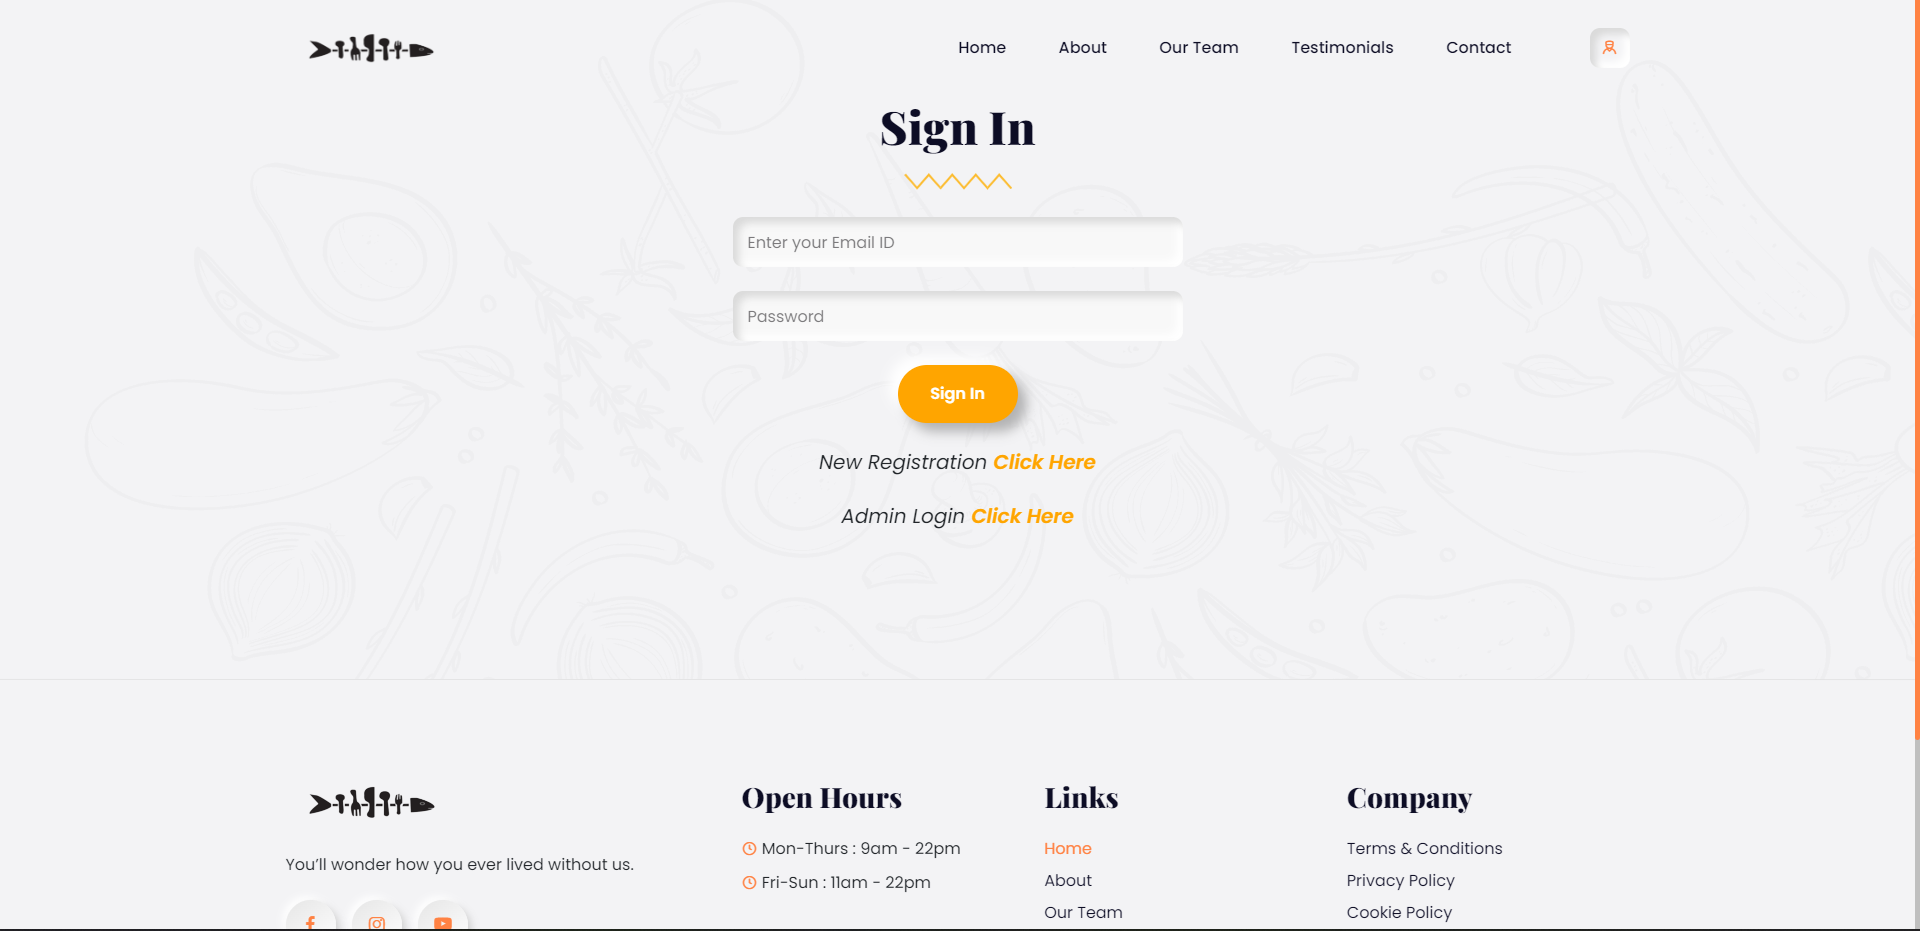 Home About Our Team Testimonials Contact
Sign In
Enter your Email ID
Password
Sign In
New Registration Click Here
Admin Login Click Here
You'll wonder how you ever lived without us.
Open Hours
Mon-Thurs : 9am - 22pm
Fri-Sun : 11am - 22pm
Links
Home
About
Our Team
Company
Terms & Conditions
Privacy Policy
Cookie Policy